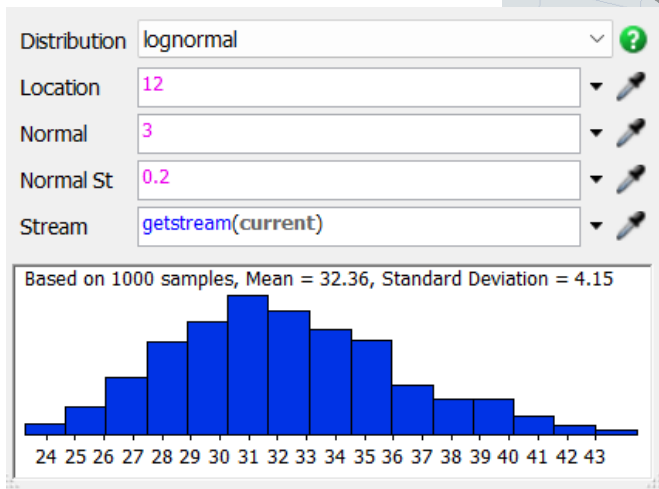 Distribution lognormal ?
Location 12
Normal 3
Normal St 0.2
Stream getstream(current)
Based on 1000 samples, Mean = 32.36, Standard Deviation = 4.15
24 25 26 27 28 29 30 31 32 33 34 35 36 37 38 39 40 41 42 43